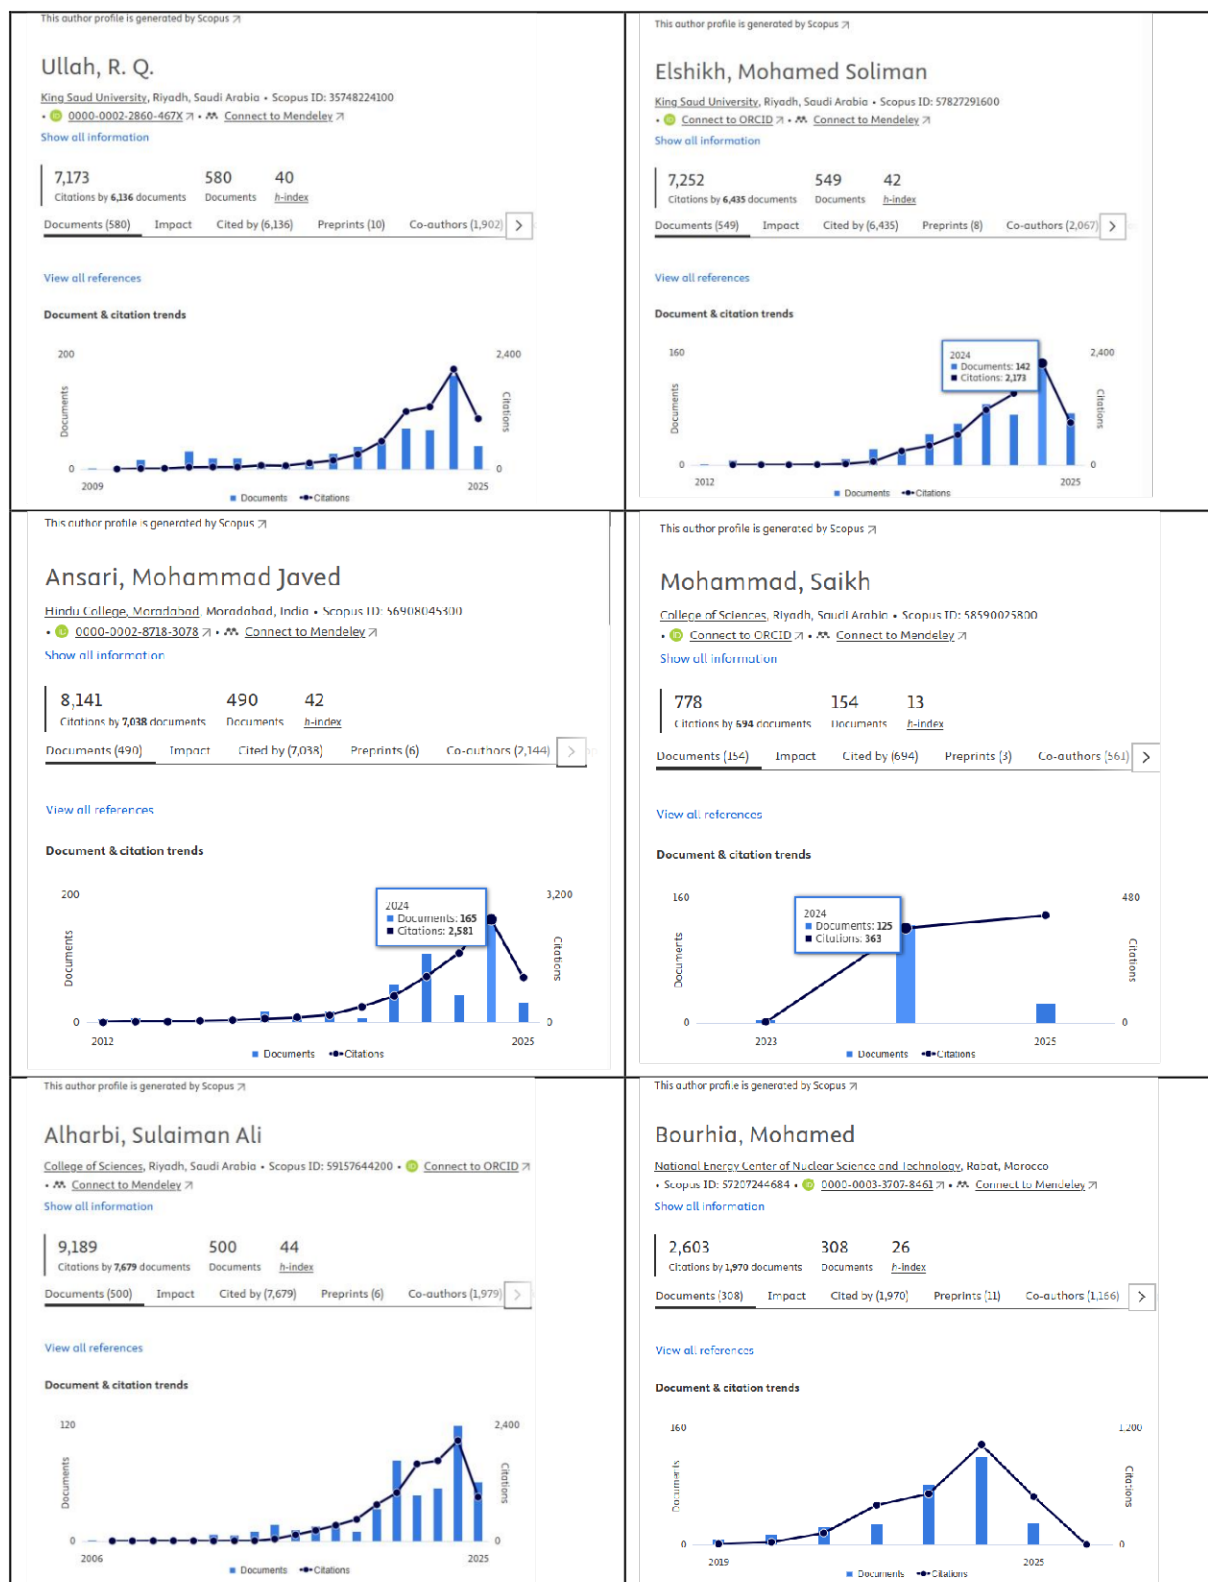 This author profile is generated by Scopus ↗
Ullah, R. Q.
King Saud University, Riyadh, Saudi Arabia • Scopus ID: 35748224100
• iD 0000-0002-2860-467X ↗ • Connect to Mendeley ↗
Show all information
7,173 580 40
Citations by 6,136 documents Documents h-index
Documents (580) Impact Cited by (6,136) Preprints (10) Co-authors (1,902) >
View all references
Document & citation trends
200 2,400
Documents Citations
0 0
2009 2025
Documents Citations
This author profile is generated by Scopus ↗
Elshikh, Mohamed Soliman
King Saud University, Riyadh, Saudi Arabia • Scopus ID: 57827291600
• iD Connect to ORCID ↗ • Connect to Mendeley ↗
Show all information
7,252 549 42
Citations by 6,435 documents Documents h-index
Documents (549) Impact Cited by (6,435) Preprints (8) Co-authors (2,067) >
View all references
Document & citation trends
160 2,400
2024
Documents: 142
Citations: 2,173
Documents Citations
0 0
2012 2025
Documents Citations
This author profile is generated by Scopus ↗
Ansari, Mohammad Javed
Hindu College, Moradabad, Moradabad, India • Scopus ID: 56908045300
• iD 0000-0002-8718-3078 ↗ • Connect to Mendeley ↗
Show all information
8,141 490 42
Citations by 7,038 documents Documents h-index
Documents (490) Impact Cited by (7,038) Preprints (6) Co-authors (2,144) >
View all references
Document & citation trends
200 3,200
2024
Documents: 165
Citations: 2,581
Documents Citations
0 0
2012 2025
Documents Citations
This author profile is generated by Scopus ↗
Mohammad, Saikh
College of Sciences, Riyadh, Saudi Arabia • Scopus ID: 58590025800
• iD Connect to ORCID ↗ • Connect to Mendeley ↗
Show all information
778 154 13
Citations by 694 documents Documents h-index
Documents (154) Impact Cited by (694) Preprints (3) Co-authors (561) >
View all references
Document & citation trends
160 480
2024
Documents: 125
Citations: 363
Documents Citations
0 0
2023 2025
Documents Citations
This author profile is generated by Scopus ↗
Alharbi, Sulaiman Ali
College of Sciences, Riyadh, Saudi Arabia • Scopus ID: 59157644200 • iD Connect to ORCID ↗
• Connect to Mendeley ↗
Show all information
9,189 500 44
Citations by 7,679 documents Documents h-index
Documents (500) Impact Cited by (7,679) Preprints (6) Co-authors (1,979) >
View all references
Document & citation trends
120 2,400
Documents Citations
0 0
2006 2025
Documents Citations
This author profile is generated by Scopus ↗
Bourhia, Mohamed
National Energy Center of Nuclear Science and Technology, Rabat, Morocco
• Scopus ID: 57207244684 • iD 0000-0003-3707-8461 ↗ • Connect to Mendeley ↗
Show all information
2,603 308 26
Citations by 1,970 documents Documents h-index
Documents (308) Impact Cited by (1,970) Preprints (11) Co-authors (1,166) >
View all references
Document & citation trends
160 1,200
Documents Citations
0 0
2019 2025
Documents Citations